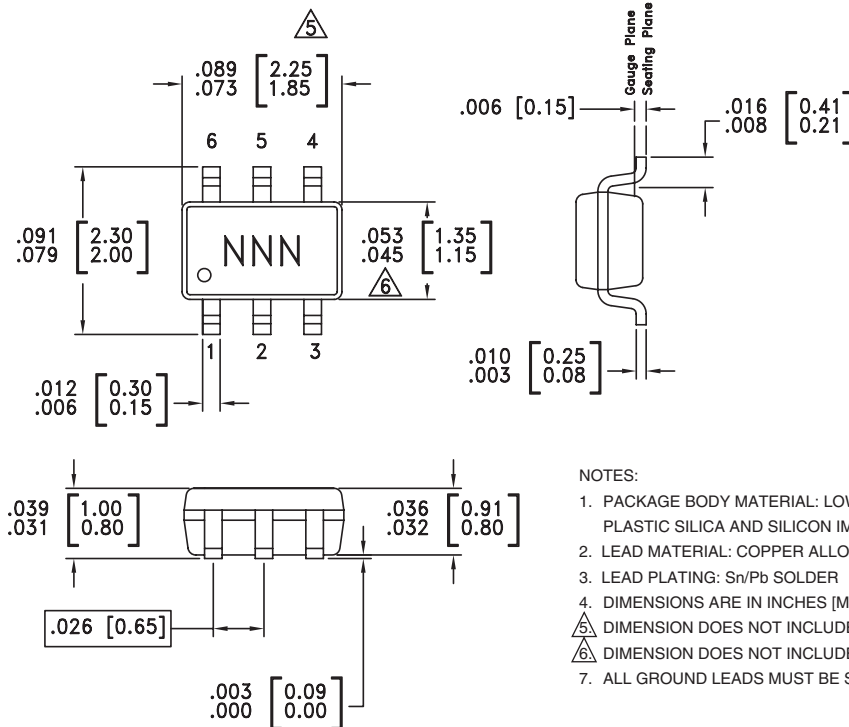 5
.089 [2.25]
.073 [1.85]
6 5 4
.091 [2.30]
.079 [2.00]
NNN
.053 [1.35]
.045 [1.15]
6
1 2 3
.012 [0.30]
.006 [0.15]
Gauge Plane
Seating Plane
.006 [0.15]
.016 [0.41]
.008 [0.21]
.010 [0.25]
.003 [0.08]
.039 [1.00]
.031 [0.80]
.036 [0.91]
.032 [0.80]
.026 [0.65]
.003 [0.09]
.000 [0.00]
NOTES:
1. PACKAGE BODY MATERIAL: LOW
PLASTIC SILICA AND SILICON IM
2. LEAD MATERIAL: COPPER ALLO
3. LEAD PLATING: Sn/Pb SOLDER
4. DIMENSIONS ARE IN INCHES [M
5. DIMENSION DOES NOT INCLUDE
6. DIMENSION DOES NOT INCLUDE
7. ALL GROUND LEADS MUST BE S